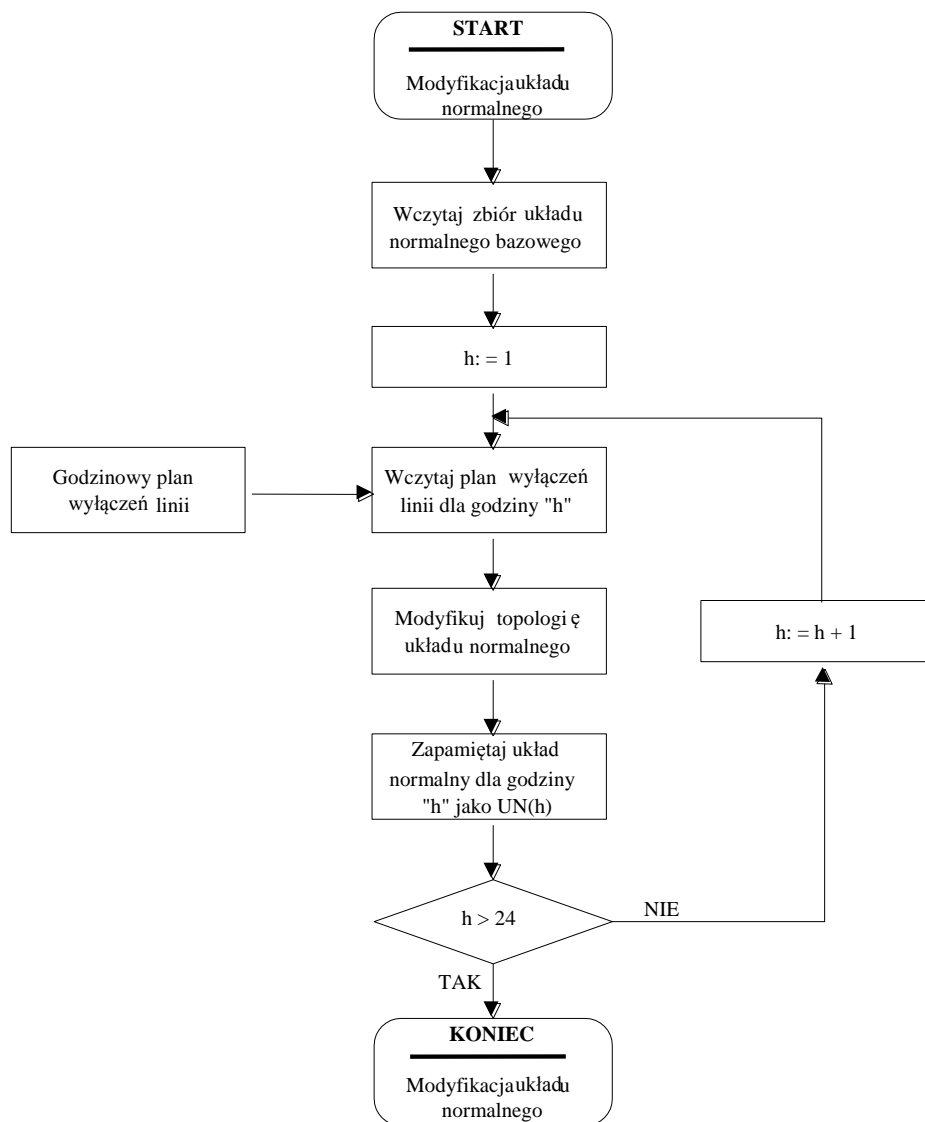 START
Modyfikacja układu
normalnego
Wczytaj zbiór układu
normalnego bazowego
h: = 1
Godzinowy plan
wyłączeń linii
Wczytaj plan wyłączeń
linii dla godziny "h"
Modyfikuj topologię
układu normalnego
h: = h + 1
Zapamiętaj układ
normalny dla godziny
"h" jako UN(h)
h > 24
NIE
TAK
KONIEC
Modyfikacja układu
normalnego